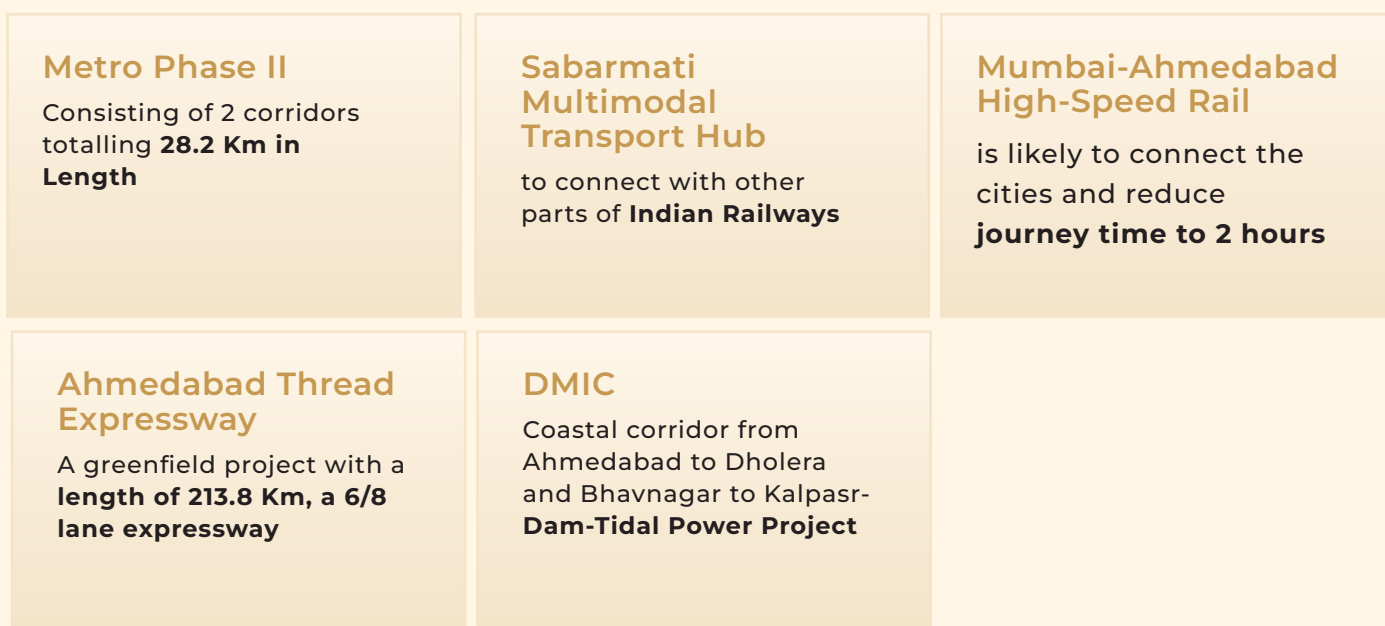 Metro Phase II
Consisting of 2 corridors
totalling 28.2 Km in
Length
Sabarmati
Multimodal
Transport Hub
to connect with other
parts of Indian Railways
Mumbai-Ahmedabad
High-Speed Rail
is likely to connect the
cities and reduce
journey time to 2 hours
Ahmedabad Thread
Expressway
A greenfield project with a
length of 213.8 Km, a 6/8
lane expressway
DMIC
Coastal corridor from
Ahmedabad to Dholera
and Bhavnagar to Kalpasr-
Dam-Tidal Power Project